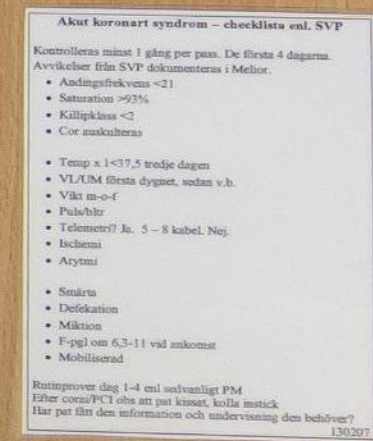 Akut koronart syndrom – checklista enl. SVP
Kontrolleras minst 1 gång per pass. De första 4 dagarna.
Avvikelser från SVP dokumenteras i Melior.
• Andingsfrekvens <21
• Saturation >93%
• Killipklass <2
• Cor auskulteras
• Temp x 1<37,5 tredje dagen
• VL/UM första dygnet, sedan v.b.
• Vikt m-o-f
• Puls/bltr
• Telemetri? Ja. 5 – 8 kabel. Nej.
• Ischemi
• Arytmi
• Smärta
• Defekation
• Miktion
• F-pgl om 6,3-11 vid ankomst
• Mobiliserad
Rutinprover dag 1-4 enl sedvanligt PM
Efter corai/PCI obs att pat kissat, kolla instick
Har pat fått den information och undervisning den behöver?
130207